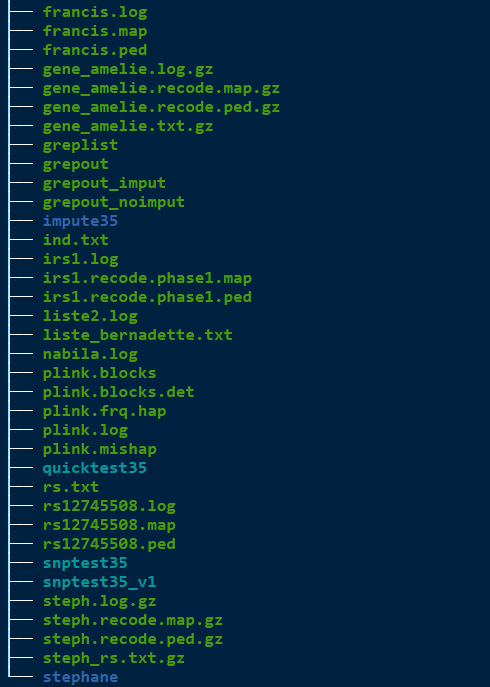 ├── francis.log
├── francis.map
├── francis.ped
├── gene_amelie.log.gz
├── gene_amelie.recode.map.gz
├── gene_amelie.recode.ped.gz
├── gene_amelie.txt.gz
├── greplist
├── grepout
├── grepout_imput
├── grepout_noimput
├── impute35
├── ind.txt
├── irs1.log
├── irs1.recode.phase1.map
├── irs1.recode.phase1.ped
├── liste2.log
├── liste_bernadette.txt
├── nabila.log
├── plink.blocks
├── plink.blocks.det
├── plink.frq.hap
├── plink.log
├── plink.mishap
├── quicktest35
├── rs.txt
├── rs12745508.log
├── rs12745508.map
├── rs12745508.ped
├── snptest35
├── snptest35_v1
├── steph.log.gz
├── steph.recode.map.gz
├── steph.recode.ped.gz
├── steph_rs.txt.gz
└── stephane